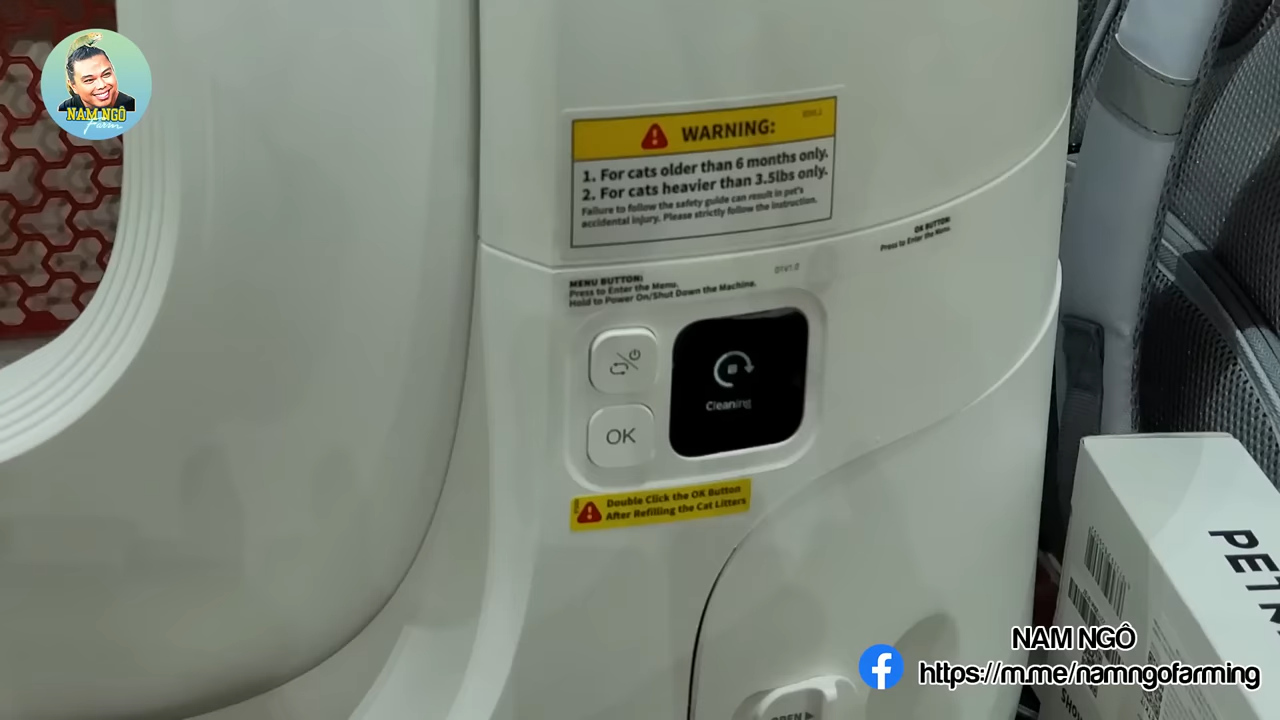 NAM NGÔ
Farm
WARNING:
1. For cats older than 6 months only.
2. For cats heavier than 3.5lbs only.
Failure to follow the safety guide can result in pet's
accidental injury. Please strictly follow the instruction.
OK BUTTON:
Press to Enter the Menu.
MENU BUTTON:
Press to Enter the Menu.
Hold to Power On/Shut Down the Machine.
Cleaning
OK
Double Click the OK Button
After Refilling the Cat Litters
OPEN
NAM NGÔ
https://m.me/namngofarming